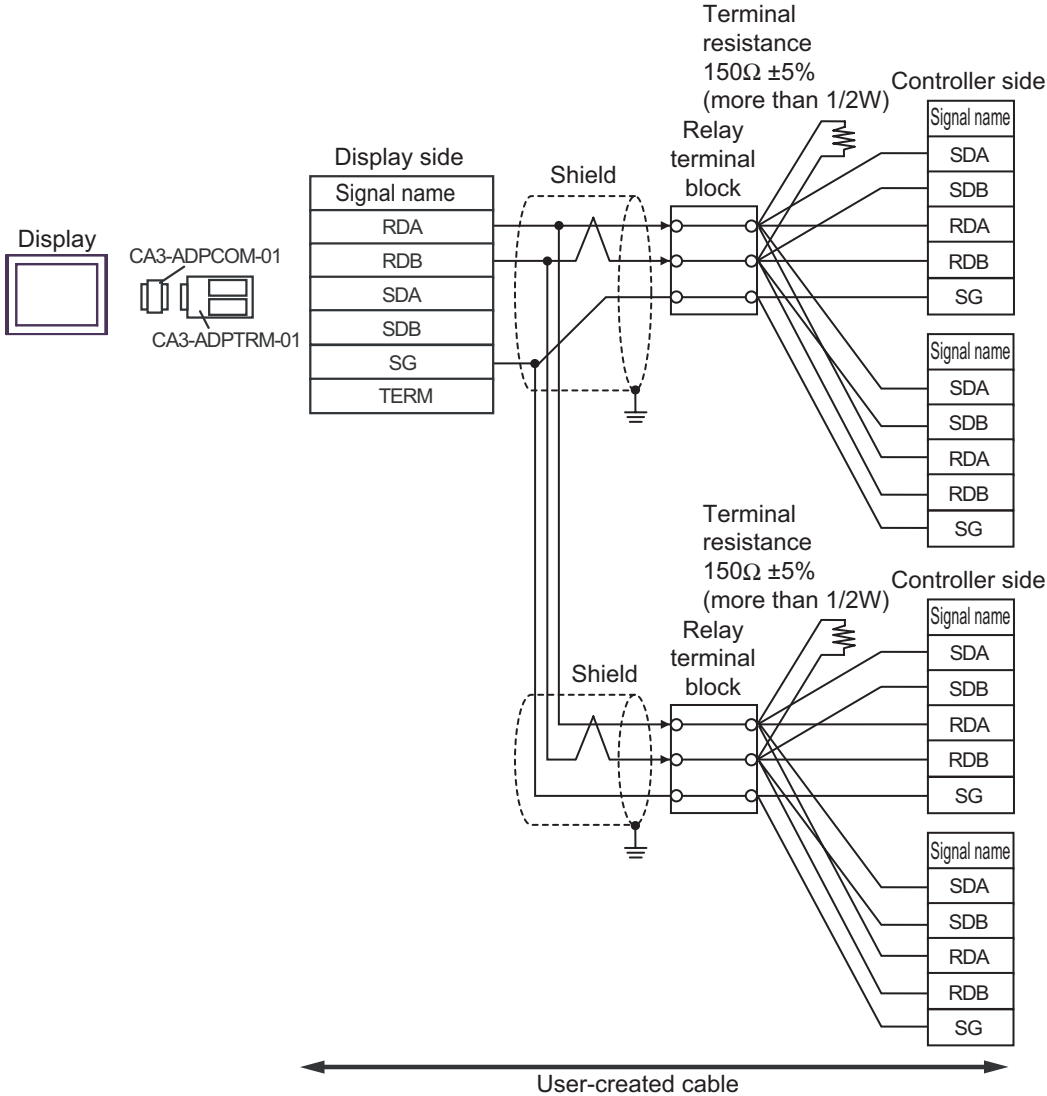 Terminal
resistance
150Ω ±5%
(more than 1/2W)
Controller side
Relay
terminal
block
Signal name
SDA
SDB
RDA
RDB
SG
Display side
Shield
Signal name
RDA
RDB
SDA
SDB
SG
TERM
Display
CA3-ADPCOM-01
CA3-ADPTRM-01
Signal name
SDA
SDB
RDA
RDB
SG
Terminal
resistance
150Ω ±5%
(more than 1/2W)
Controller side
Relay
terminal
block
Shield
Signal name
SDA
SDB
RDA
RDB
SG
Signal name
SDA
SDB
RDA
RDB
SG
User-created cable